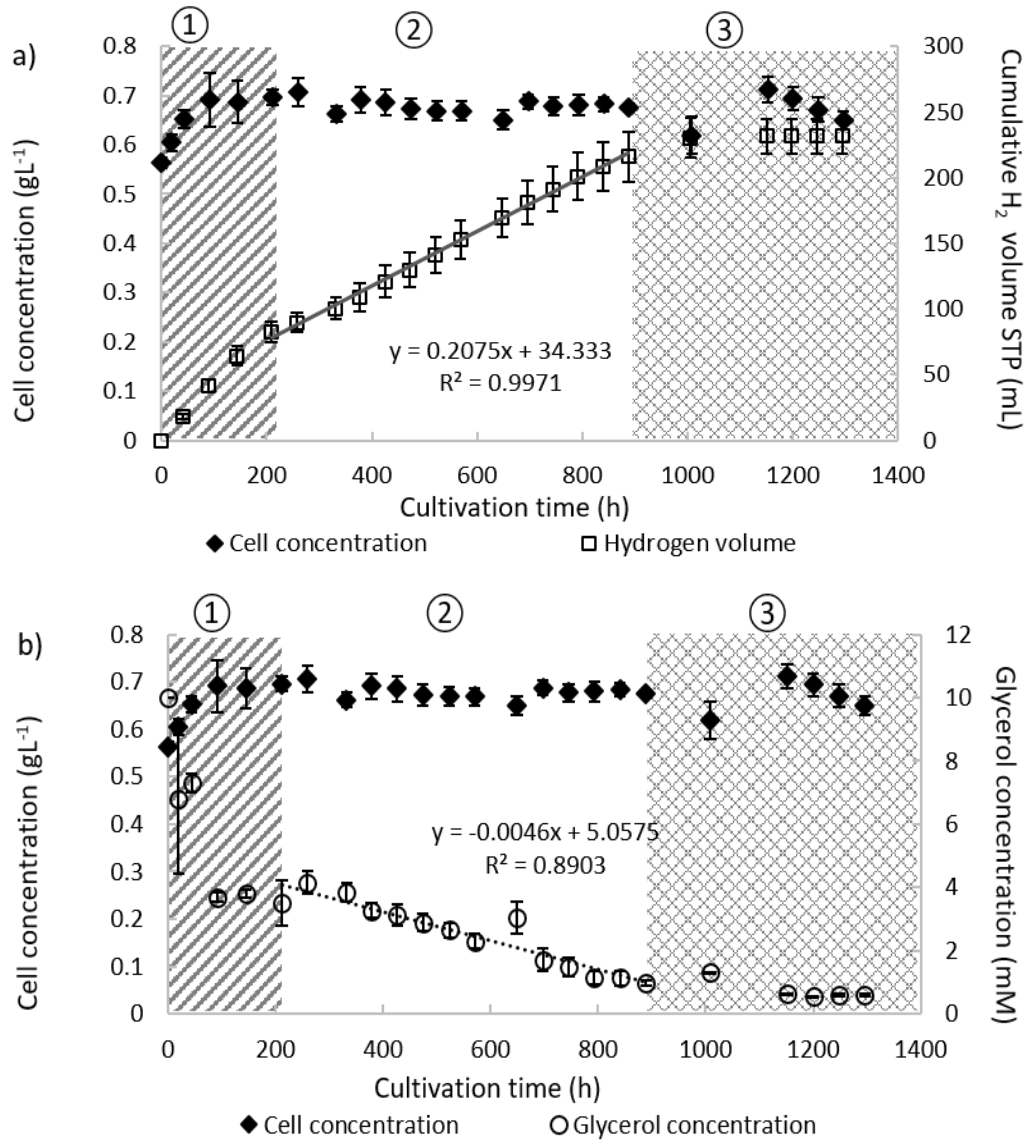 ① ② ③
a)
0.8
0.7
0.6
0.5
0.4
0.3
0.2
0.1
0
Cell concentration (gL⁻¹)
300
250
200
150
100
50
0
Cumulative H₂ volume STP (mL)
y = 0.2075x + 34.333
R² = 0.9971
0 200 400 600 800 1000 1200 1400
Cultivation time (h)
Cell concentration Hydrogen volume
① ② ③
b)
0.8
0.7
0.6
0.5
0.4
0.3
0.2
0.1
0
Cell concentration (gL⁻¹)
12
10
8
6
4
2
0
Glycerol concentration (mM)
y = -0.0046x + 5.0575
R² = 0.8903
0 200 400 600 800 1000 1200 1400
Cultivation time (h)
Cell concentration Glycerol concentration